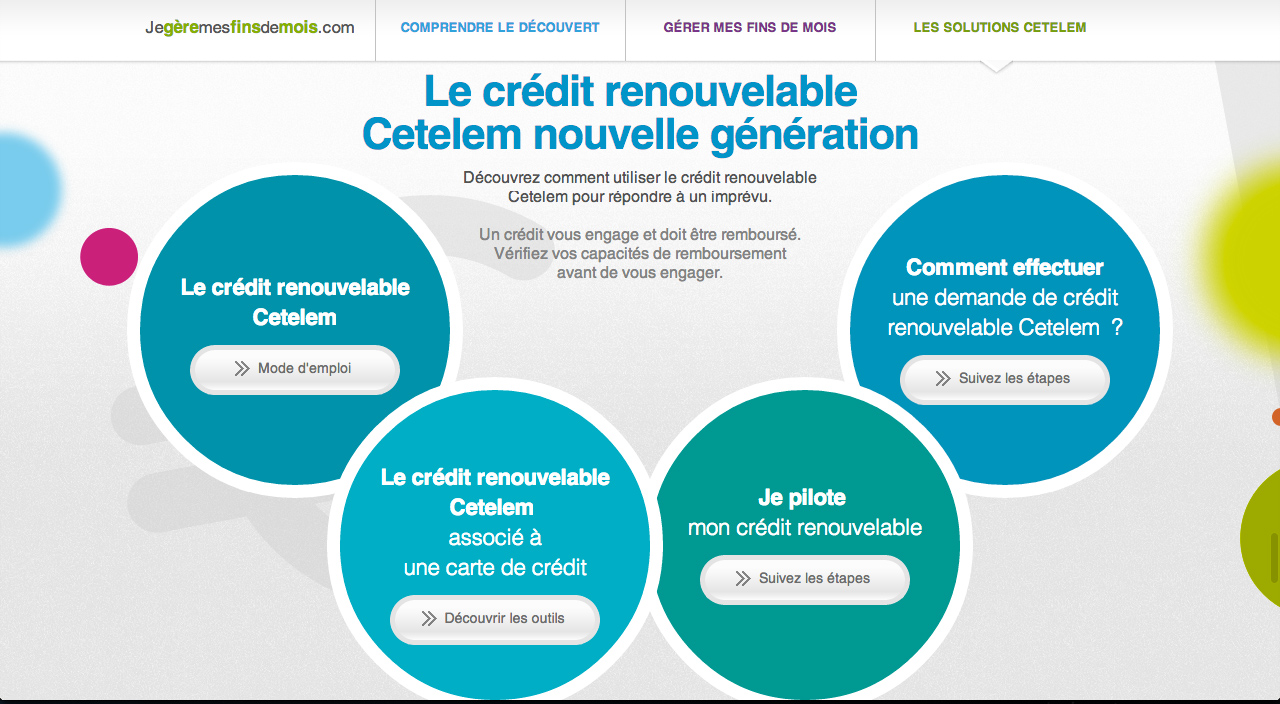 Jegèremesfinsdemois.com
COMPRENDRE LE DÉCOUVERT
GÉRER MES FINS DE MOIS
LES SOLUTIONS CETELEM
Le crédit renouvelable
Cetelem nouvelle génération
Découvrez comment utiliser le crédit renouvelable
Cetelem pour répondre à un imprévu.
Un crédit vous engage et doit être remboursé.
Vérifiez vos capacités de remboursement
avant de vous engager.
Le crédit renouvelable
Cetelem
Mode d'emploi
Comment effectuer
une demande de crédit
renouvelable Cetelem ?
Suivez les étapes
Le crédit renouvelable
Cetelem
associé à
une carte de crédit
Découvrir les outils
Je pilote
mon crédit renouvelable
Suivez les étapes